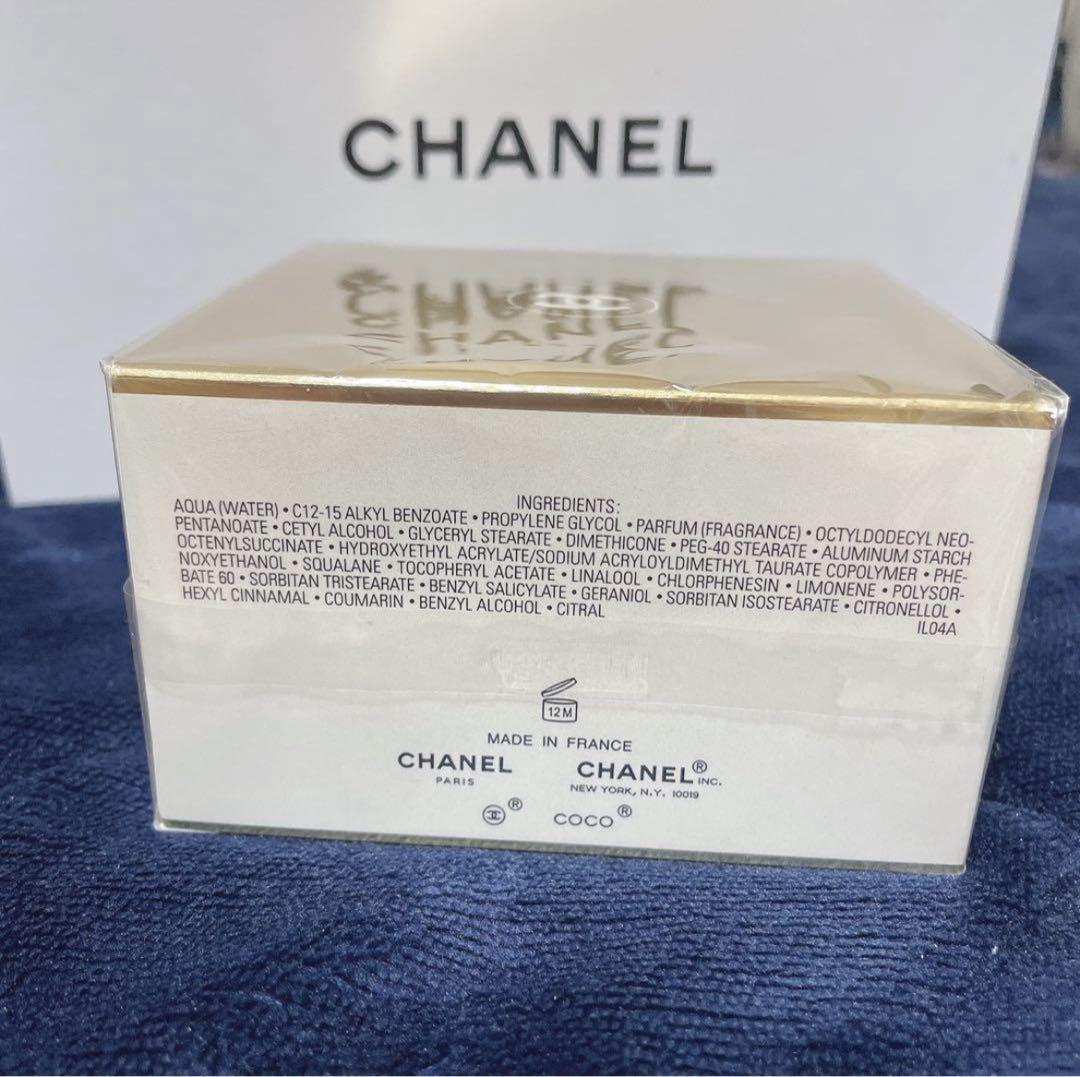 CHANEL
INGREDIENTS:
AQUA (WATER) • C12-15 ALKYL BENZOATE • PROPYLENE GLYCOL • PARFUM (FRAGRANCE) • OCTYLDODECYL NEO-
PENTANOATE • CETYL ALCOHOL • GLYCERYL STEARATE • DIMETHICONE • PEG-40 STEARATE • ALUMINUM STARCH
OCTENYLSUCCINATE • HYDROXYETHYL ACRYLATE/SODIUM ACRYLOYLDIMETHYL TAURATE COPOLYMER • PHE-
NOXYETHANOL • SQUALANE • TOCOPHERYL ACETATE • LINALOOL • CHLORPHENESIN • LIMONENE • POLYSOR-
BATE 60 • SORBITAN TRISTEARATE • BENZYL SALICYLATE • GERANIOL • SORBITAN ISOSTEARATE • CITRONELLOL •
HEXYL CINNAMAL • COUMARIN • BENZYL ALCOHOL • CITRAL
IL04A
12M
MADE IN FRANCE
CHANEL CHANEL® INC.
PARIS NEW YORK, N.Y. 10019
® COCO®